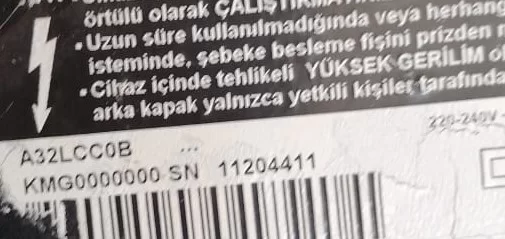 örtülü olarak ÇALIŞTIRMA
•Uzun süre kullanılmadığında veya herhang
isteminde, şebeke besleme fişini prizden
•Cihaz içinde tehlikeli YÜKSEK GERİLİM
arka kapak yalnızca yetkili kişiler tarafında
220-240V
A32LCC0B ...
KMG0000000 SN 11204411